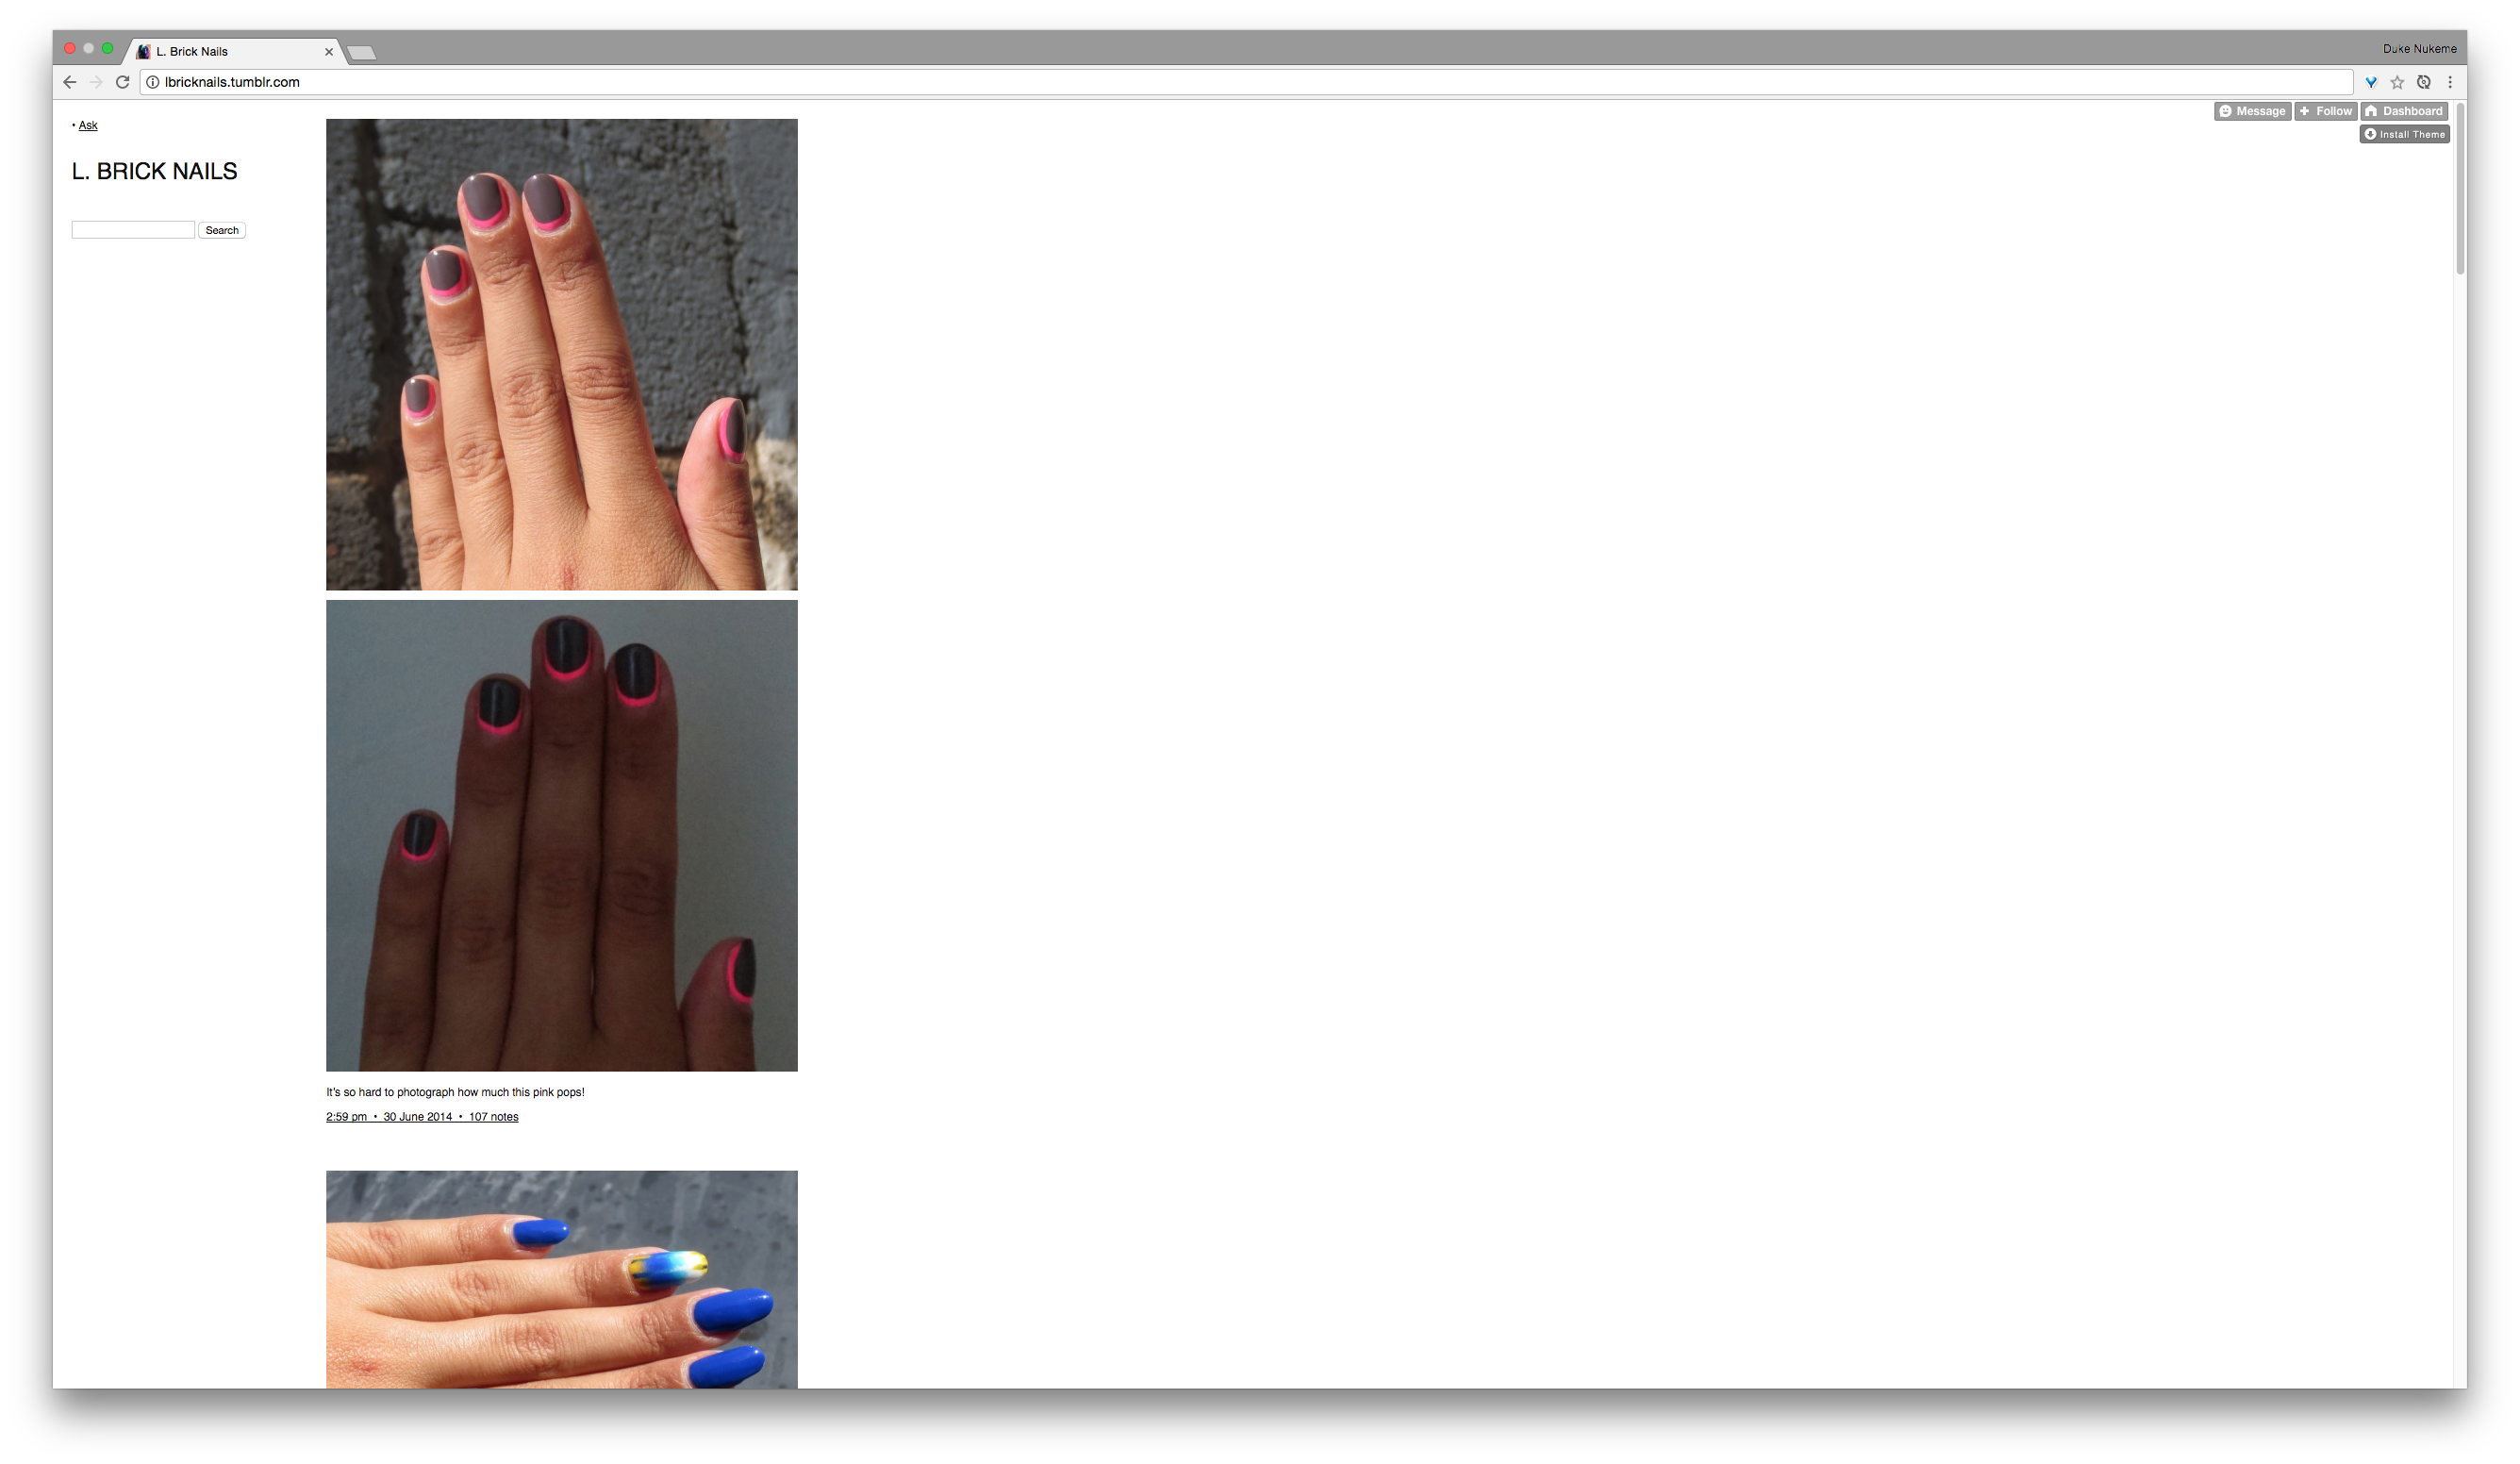 L. Brick Nails
Duke Nukeme
lbricknails.tumblr.com
Message
Follow
Dashboard
Install Theme
• Ask
L. BRICK NAILS
Search
It's so hard to photograph how much this pink pops!
2:59 pm • 30 June 2014 • 107 notes